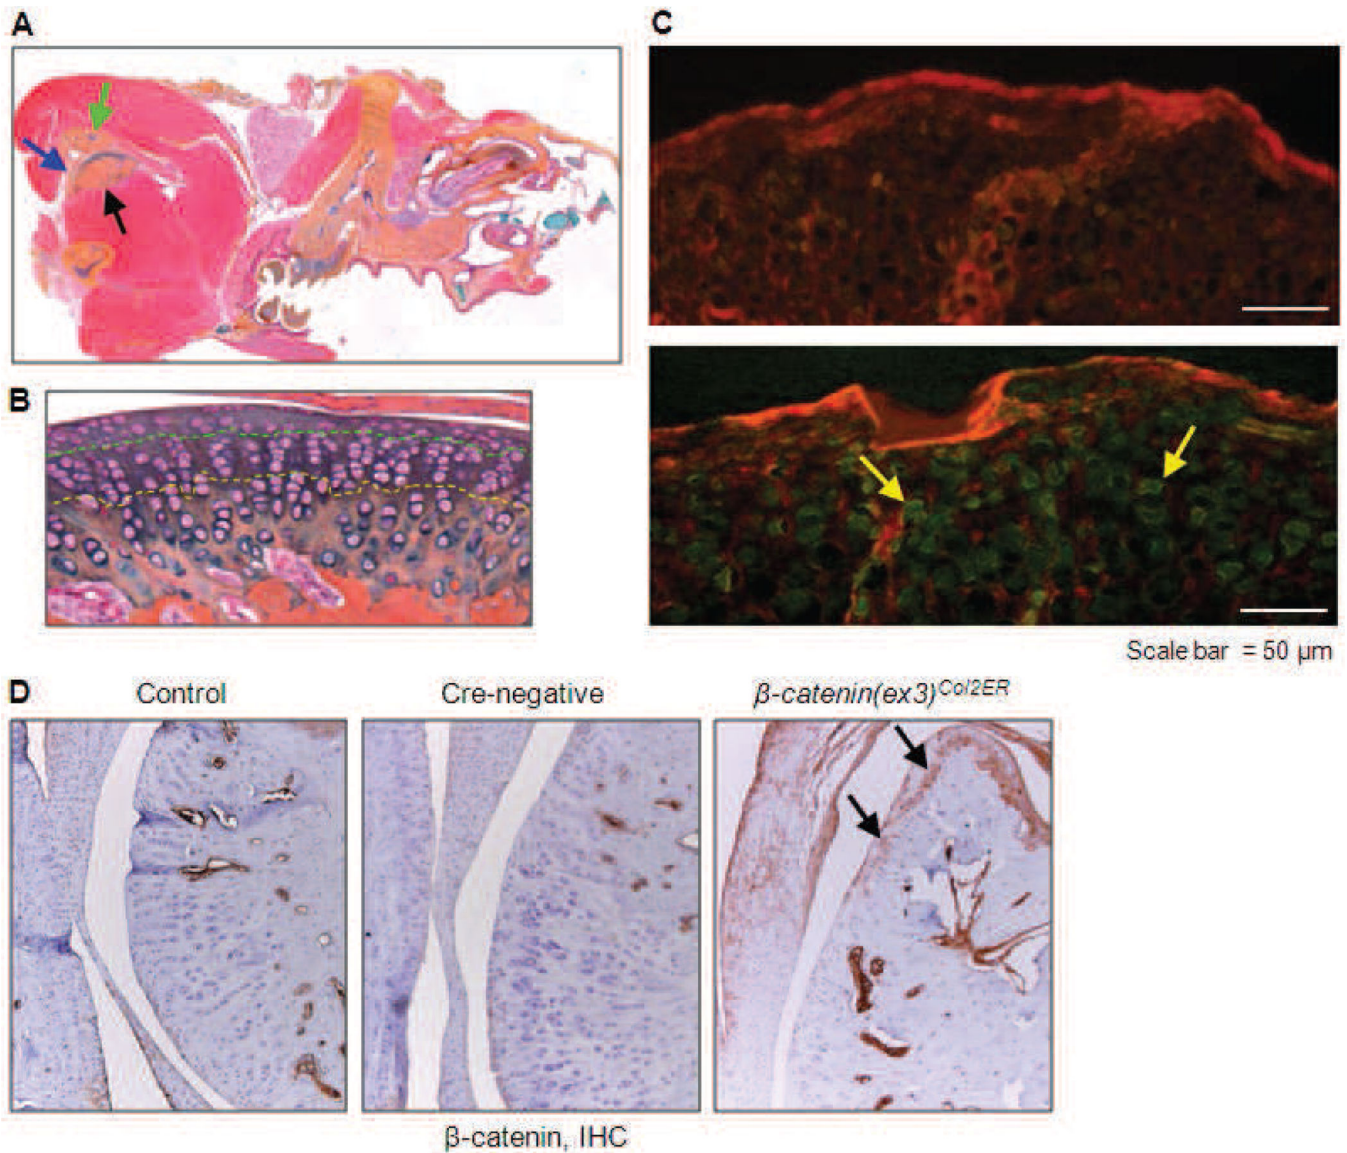 A
C
B
Scale bar = 50 μm
D
Control
Cre-negative
β-catenin(ex3)Col2ER
β-catenin, IHC